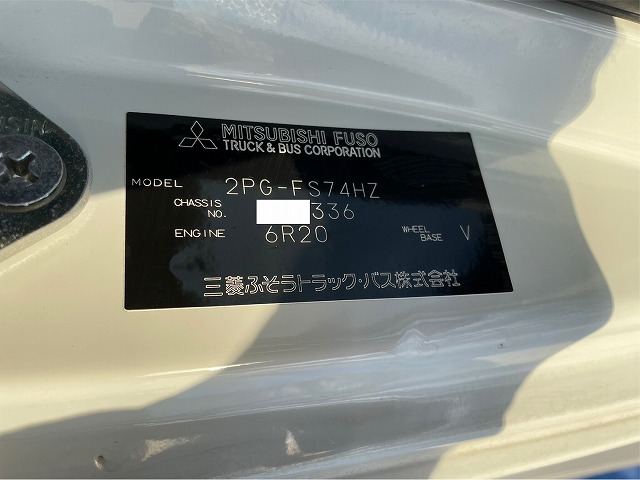 MITSUBISHI FUSO
TRUCK & BUS CORPORATION
MODEL 2PG-FS74HZ
CHASSIS NO. 336
ENGINE 6R20 WHEEL BASE V
三菱ふそうトラック・バス株式会社